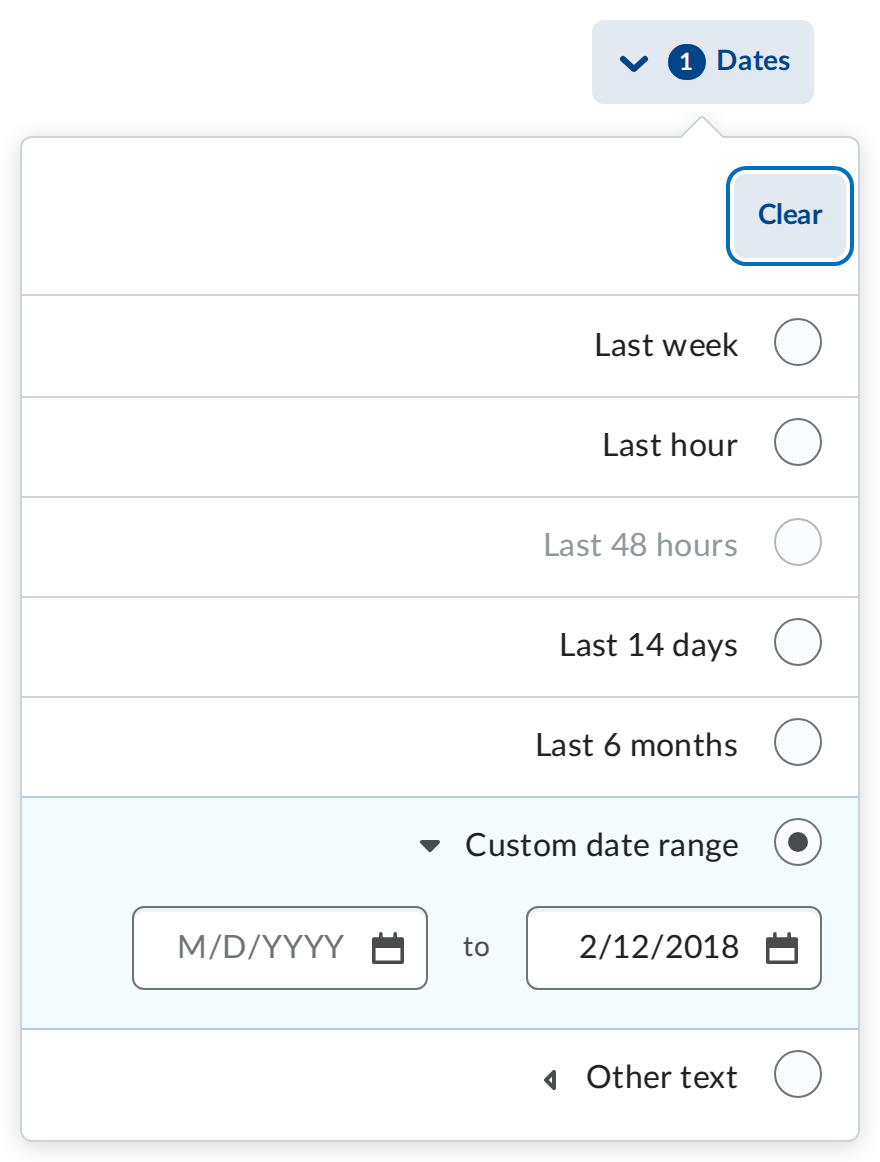 1 Dates
Clear
Last week
Last hour
Last 48 hours
Last 14 days
Last 6 months
Custom date range
M/D/YYYY to 2/12/2018
Other text